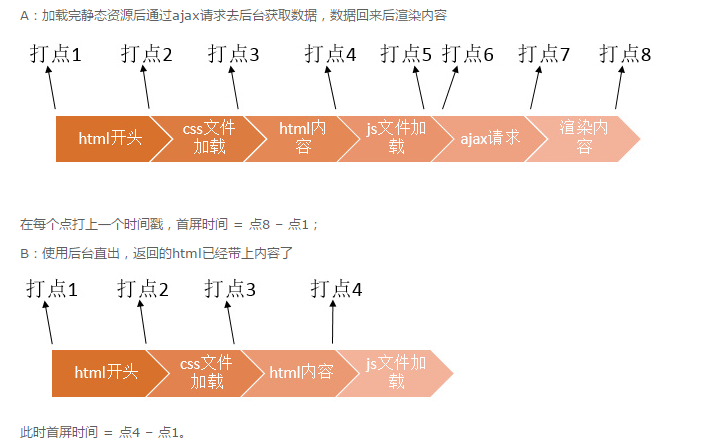 A：加载完静态资源后通过ajax请求去后台获取数据，数据回来后渲染内容
打点1 打点2 打点3 打点4 打点5 打点6 打点7 打点8
html开头
css文件
加载
html内
容
js文件加
载
ajax请求
渲染内
容
在每个点打上一个时间戳，首屏时间 = 点8 – 点1；
B：使用后台直出，返回的html已经带上内容了
打点1 打点2 打点3 打点4
html开头
css文件
加载
html内容
js文件加
载
此时首屏时间 = 点4 – 点1。